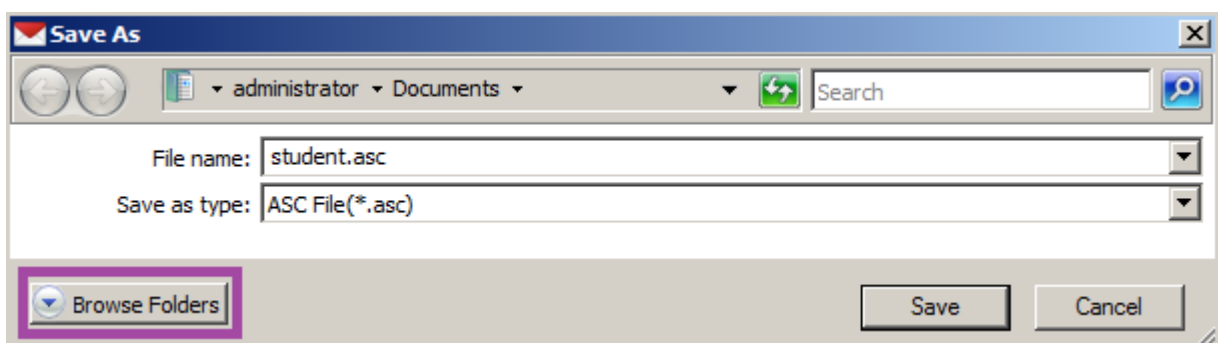 Save As
administrator Documents Search
File name: student.asc
Save as type: ASC File(*.asc)
Browse Folders Save Cancel